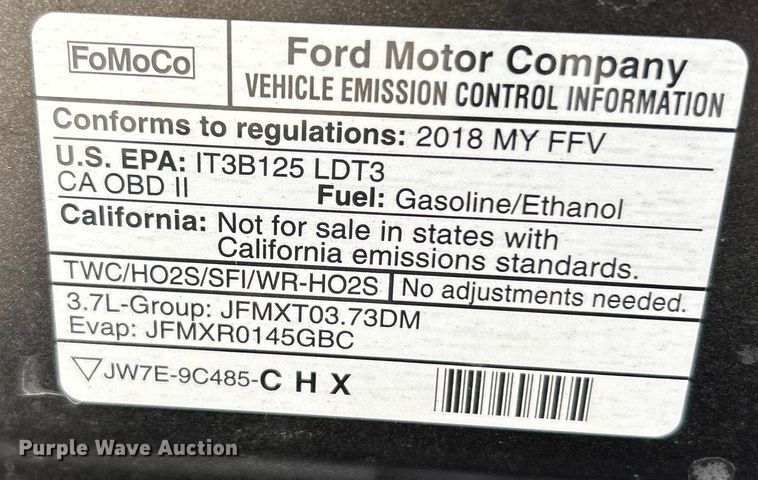 FoMoCo
Ford Motor Company
VEHICLE EMISSION CONTROL INFORMATION
Conforms to regulations: 2018 MY FFV
U.S. EPA: IT3B125 LDT3
CA OBD II Fuel: Gasoline/Ethanol
California: Not for sale in states with
California emissions standards.
TWC/HO2S/SFI/WR-HO2S No adjustments needed.
3.7L-Group: JFMXT03.73DM
Evap: JFMXR0145GBC
JW7E-9C485-C H X
Purple Wave Auction